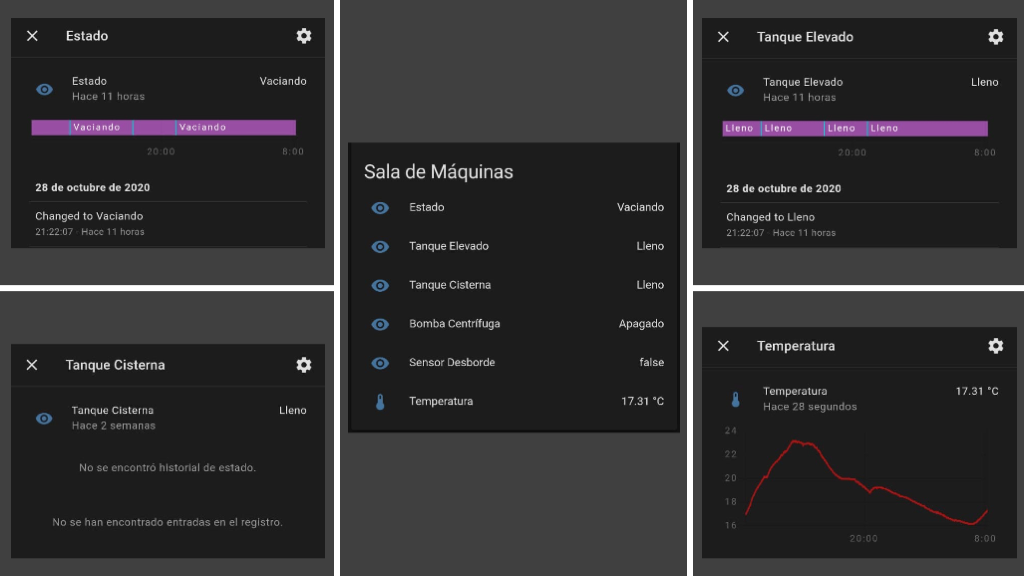 Estado
Estado
Vaciando
Hace 11 horas
Vaciando
Vaciando
20:00
8:00
28 de octubre de 2020
Changed to Vaciando
21:22:07 · Hace 11 horas
Tanque Cisterna
Tanque Cisterna
Lleno
Hace 2 semanas
No se encontró historial de estado.
No se han encontrado entradas en el registro.
Sala de Máquinas
Estado
Vaciando
Tanque Elevado
Lleno
Tanque Cisterna
Lleno
Bomba Centrífuga
Apagado
Sensor Desborde
false
Temperatura
17.31 °C
Tanque Elevado
Tanque Elevado
Lleno
Hace 11 horas
Lleno
Lleno
Lleno
Lleno
20:00
8:00
28 de octubre de 2020
Changed to Lleno
21:22:07 · Hace 11 horas
Temperatura
Temperatura
17.31 °C
Hace 28 segundos
24
22
20
18
16
20:00
8:00